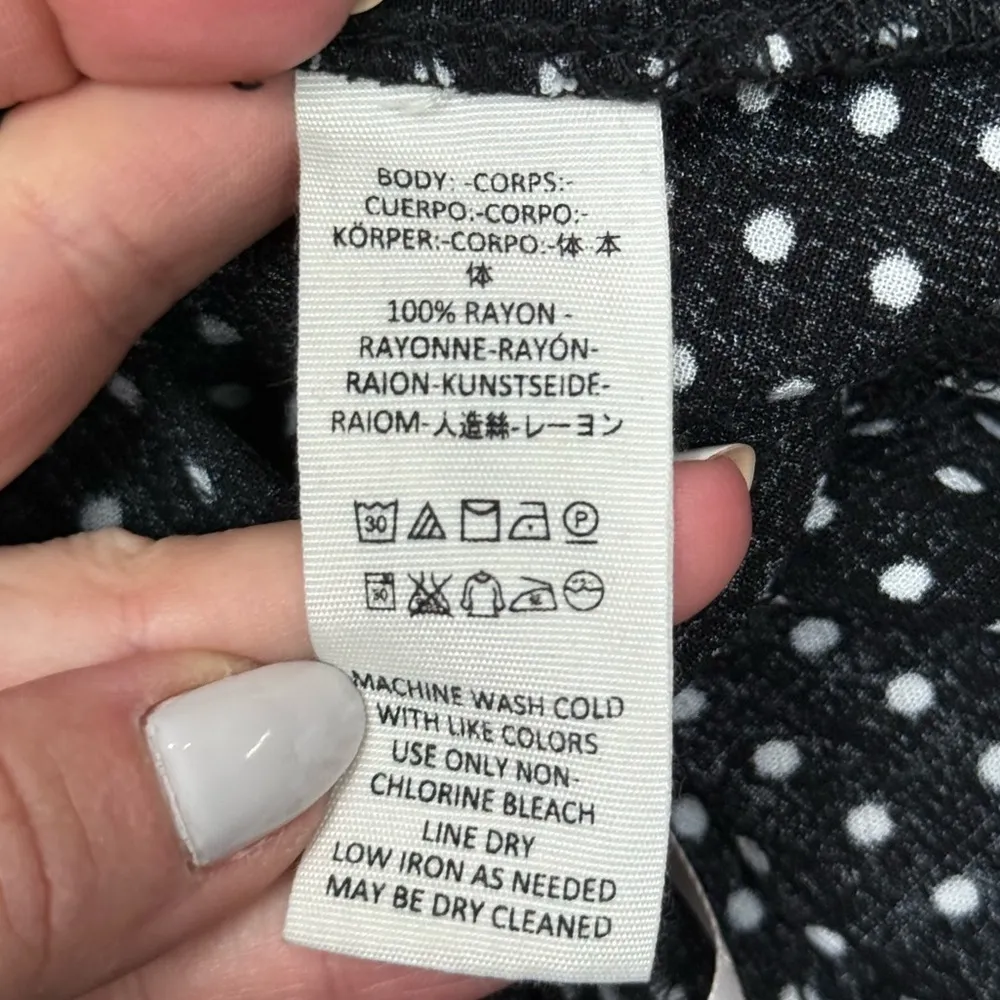 BODY: -CORPS:-
CUERPO:-CORPO:-
KÖRPER:-CORPO:-体 本
体
100% RAYON -
RAYONNE-RAYÓN-
RAION-KUNSTSEIDE-
RAIOM-人造絲-レーヨン
30 P
MACHINE WASH COLD
WITH LIKE COLORS
USE ONLY NON-
CHLORINE BLEACH
LINE DRY
LOW IRON AS NEEDED
MAY BE DRY CLEANED